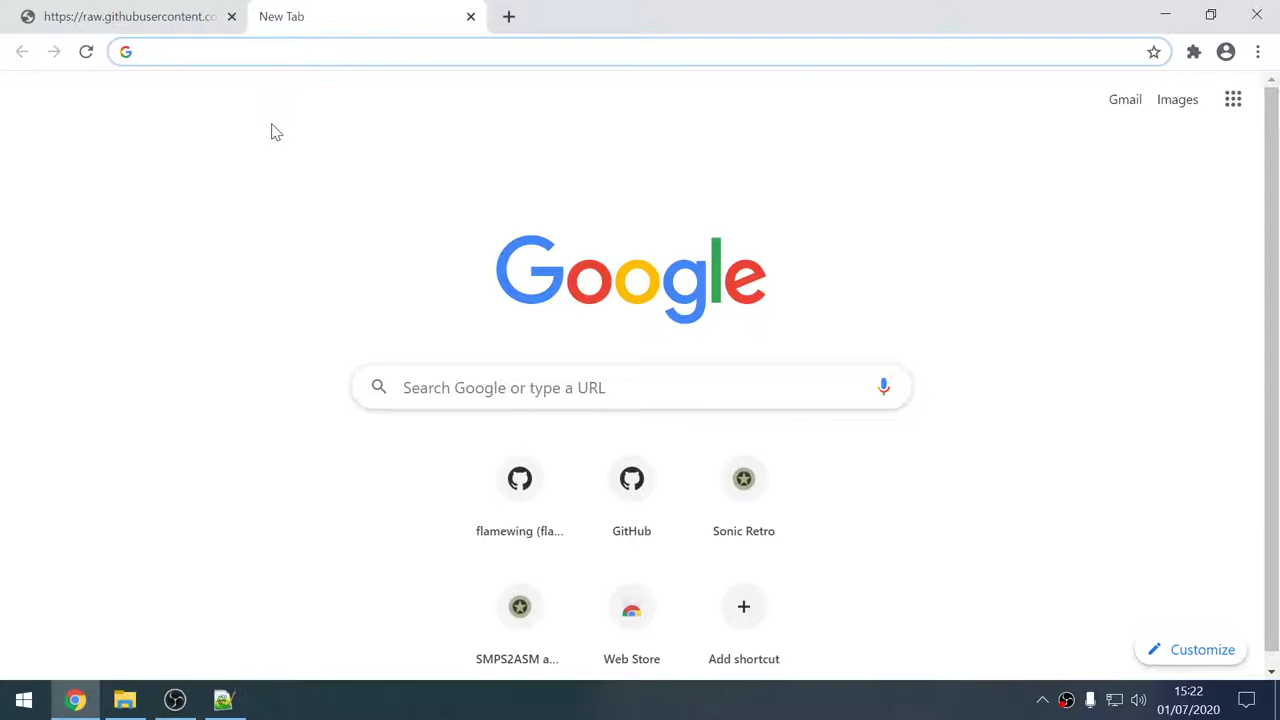 https://raw.githubusercontent.co
New Tab
Gmail
Images
Google
Search Google or type a URL
flamewing (fla...
GitHub
Sonic Retro
SMPS2ASM a...
Web Store
Add shortcut
Customize
15:22
01/07/2020